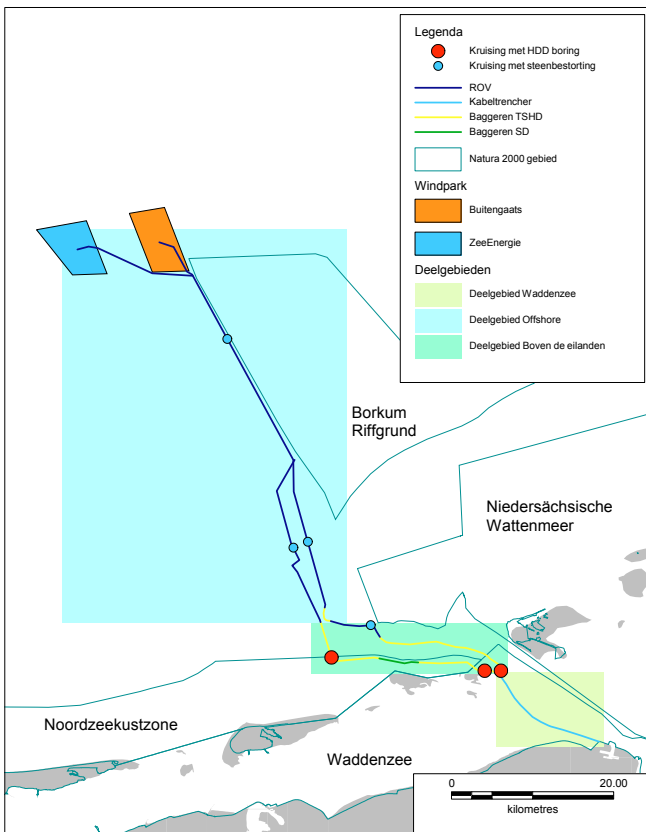 Legenda
Kruising met HDD boring
Kruising met steenbestorting
ROV
Kabeltrencher
Baggeren TSHD
Baggeren SD
Natura 2000 gebied
Windpark
Buitengaats
ZeeEnergie
Deelgebieden
Deelgebied Waddenzee
Deelgebied Offshore
Deelgebied Boven de eilanden
Borkum
Riffgrund
Niedersächsische
Wattenmeer
Noordzeekustzone
Waddenzee
0 20.00
kilometres